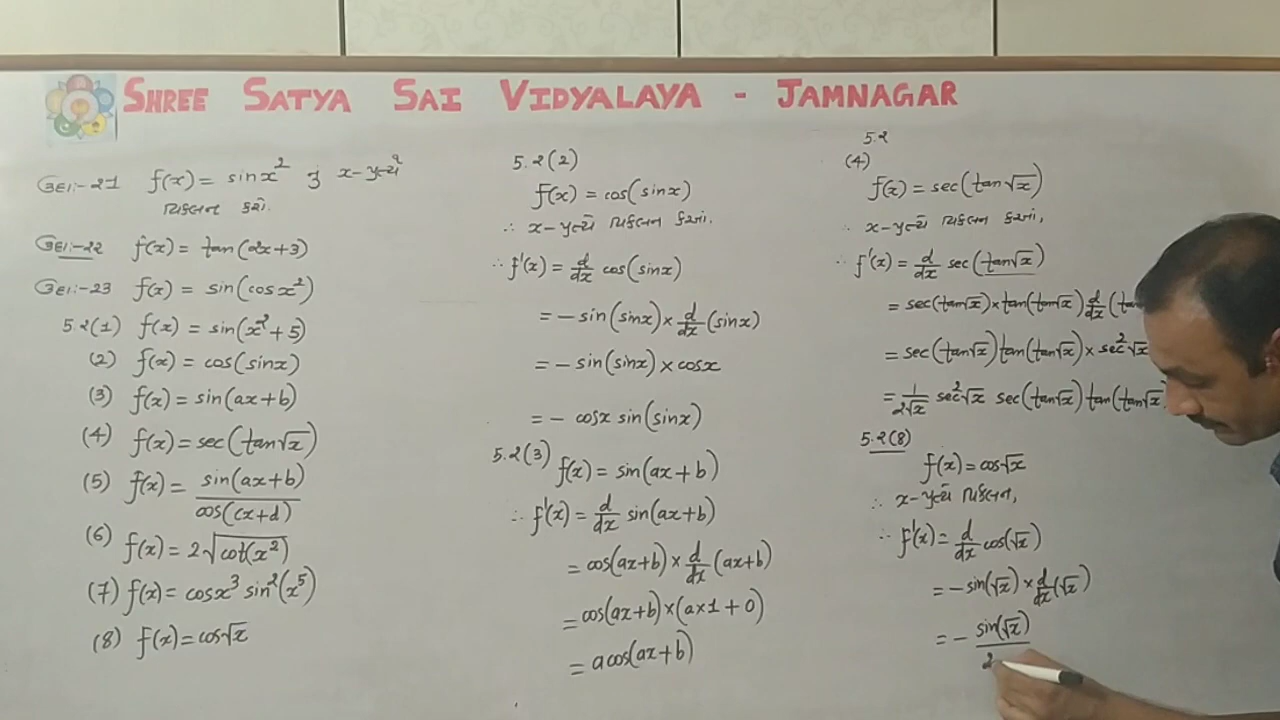 SHREE SATYA SAI VIDYALAYA - JAMNAGAR
ઉદા.-21 f(x) = sin x² નું x-પ્રત્યે
વિકલન કરો.
ઉદા.-22 f(x) = tan(2x+3)
ઉદા.-23 f(x) = sin(cos x²)
5.2(1) f(x) = sin(x²+5)
(2) f(x) = cos(sin x)
(3) f(x) = sin(ax+b)
(4) f(x) = sec(tan√x)
(5) f(x) = sin(ax+b) / cos(cx+d)
(6) f(x) = 2√cot(x²)
(7) f(x) = cos x³ sin²(x⁵)
(8) f(x) = cos√x
5.2(2)
f(x) = cos(sin x)
∴ x-પ્રત્યે વિકલન કરતાં.
∴ f'(x) = d/dx cos(sin x)
= - sin(sin x) × d/dx (sin x)
= - sin(sin x) × cos x
= - cos x sin(sin x)
5.2(3) f(x) = sin(ax+b)
∴ f'(x) = d/dx sin(ax+b)
= cos(ax+b) × d/dx (ax+b)
= cos(ax+b) × (a×1+0)
= a cos(ax+b)
5.2
(4)
f(x) = sec(tan√x)
∴ x-પ્રત્યે વિકલન કરતાં,
∴ f'(x) = d/dx sec(tan√x)
= sec(tan√x) × tan(tan√x) d/dx (tan
= sec(tan√x) tan(tan√x) × sec²√x
= 1/2√x sec²√x sec(tan√x) tan(tan√x)
5.2(8)
f(x) = cos√x
∴ x-પ્રત્યે વિકલન,
∴ f'(x) = d/dx cos(√x)
= - sin(√x) × d/dx (√x)
= - sin(√x) / 2